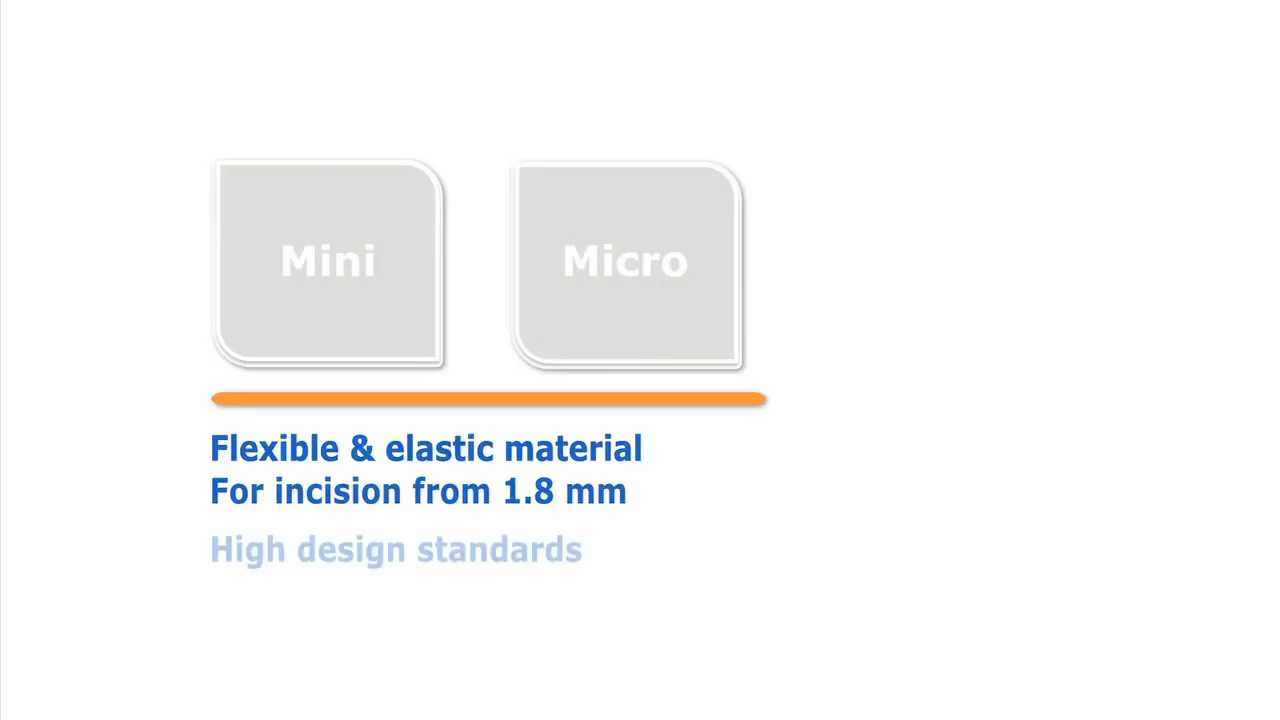 Mini
Micro
Flexible & elastic material
For incision from 1.8 mm
High design standards